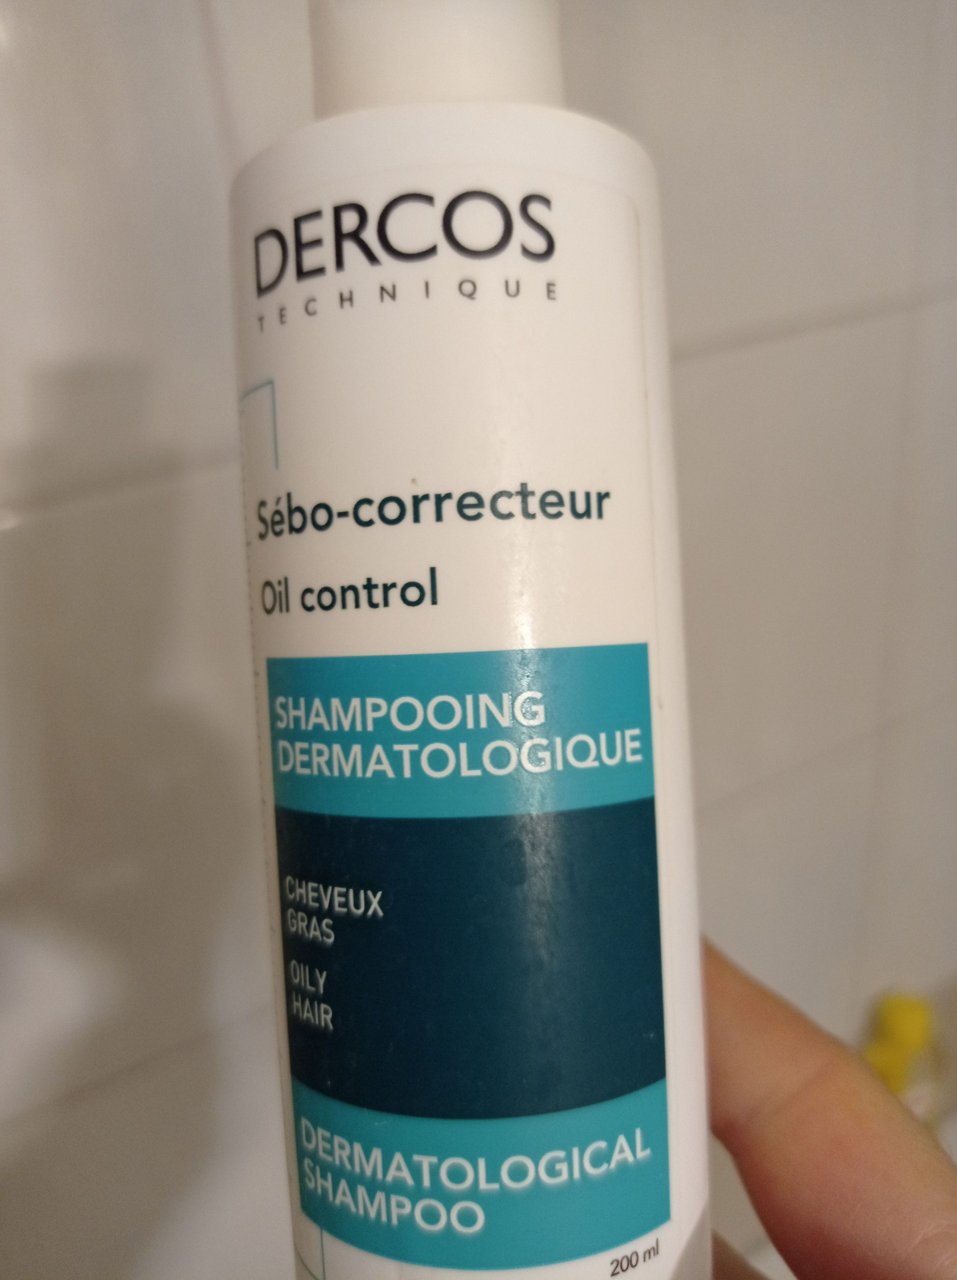 DERCOS
TECHNIQUE
Sébo-correcteur
Oil control
SHAMPOOING
DERMATOLOGIQUE
CHEVEUX
GRAS
OILY
HAIR
DERMATOLOGICAL
SHAMPOO
200 ml